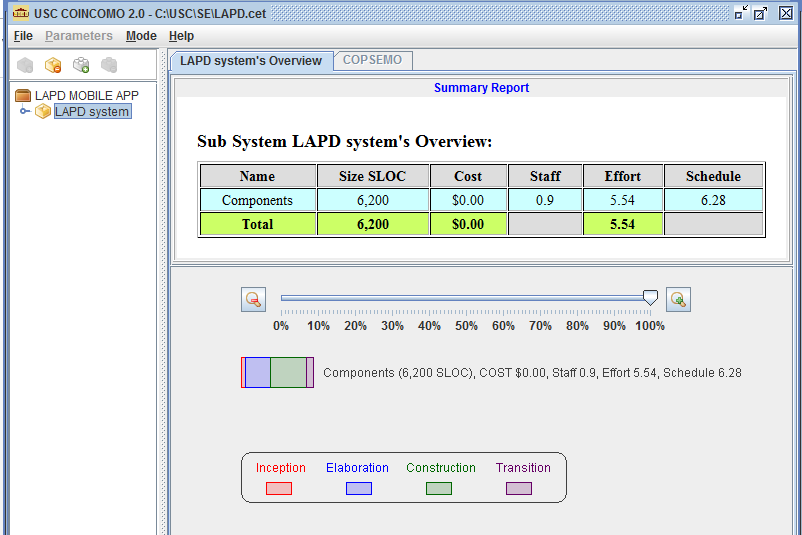 USC COINCOMO 2.0 - C:\USC\SE\LAPD.cet
File Parameters Mode Help
LAPD system's Overview COPSEMO
LAPD MOBILE APP
LAPD system
Summary Report
Sub System LAPD system's Overview:
Name Size SLOC Cost Staff Effort Schedule
Components 6,200 $0.00 0.9 5.54 6.28
Total 6,200 $0.00 5.54
0% 10% 20% 30% 40% 50% 60% 70% 80% 90% 100%
Components (6,200 SLOC), COST $0.00, Staff 0.9, Effort 5.54, Schedule 6.28
Inception Elaboration Construction Transition